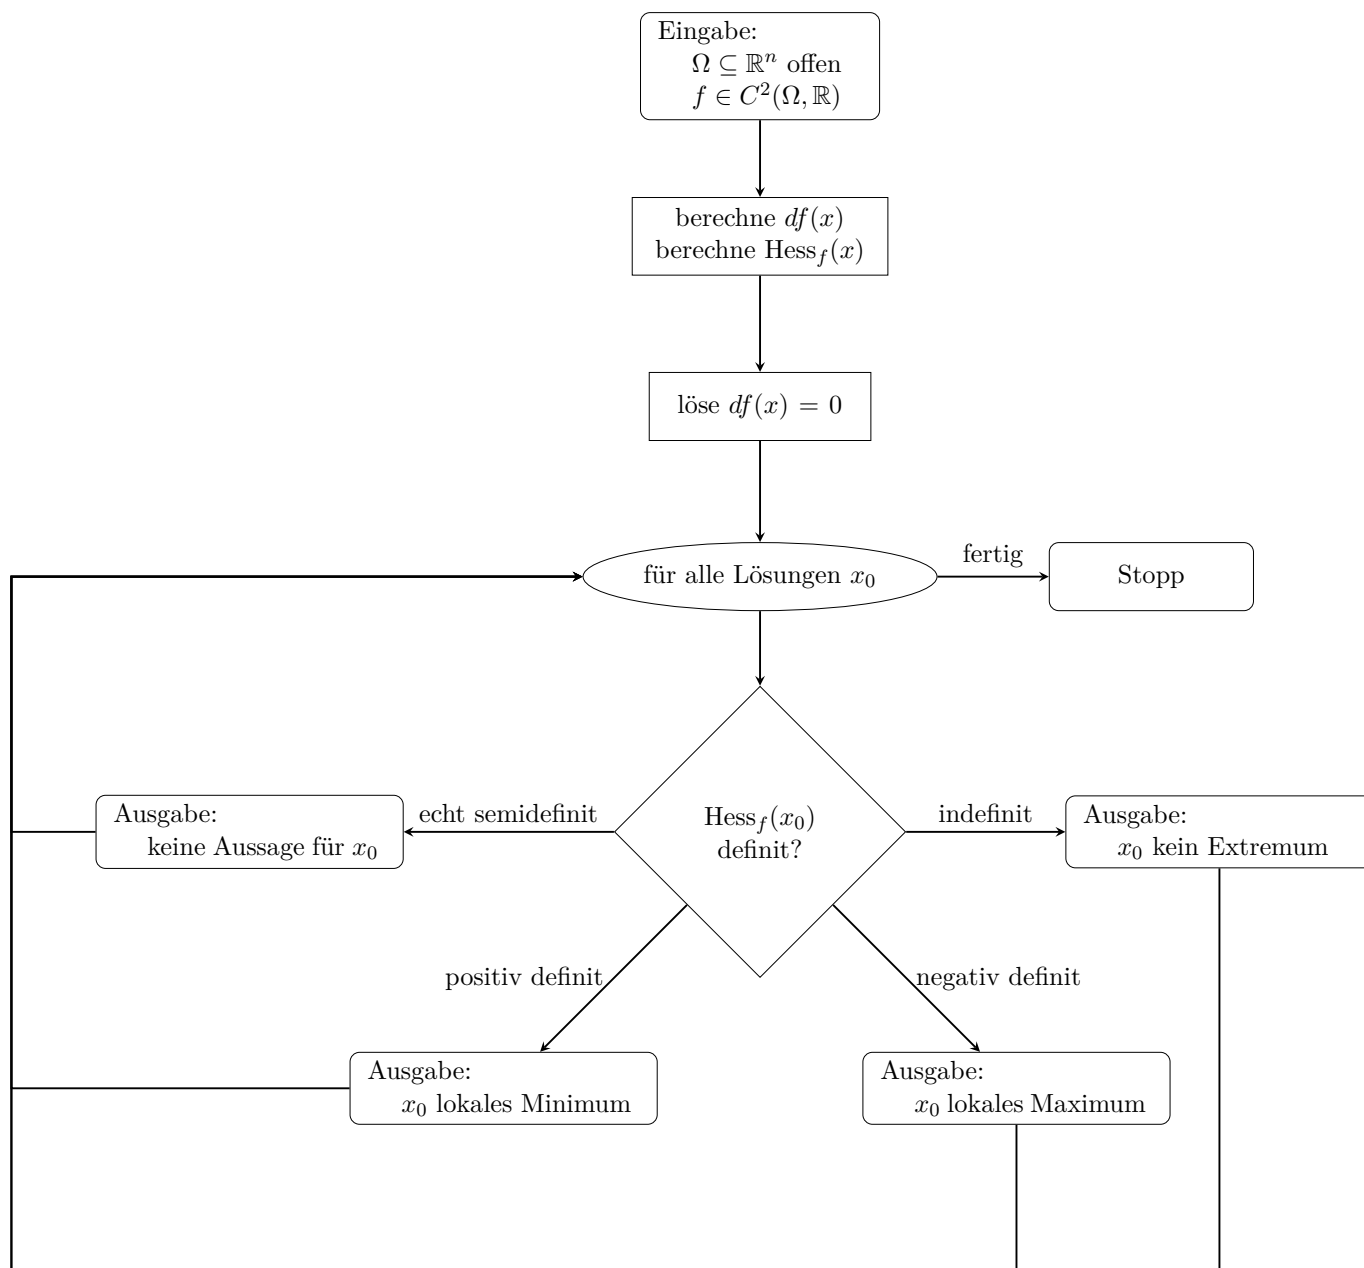 Eingabe:
Ω ⊆ ℝⁿ offen
f ∈ C²(Ω, ℝ)
berechne df(x)
berechne Hess_f(x)
löse df(x) = 0
für alle Lösungen x₀
fertig
Stopp
Ausgabe:
keine Aussage für x₀
echt semidefinit
Hess_f(x₀)
definit?
indefinit
Ausgabe:
x₀ kein Extremum
positiv definit
negativ definit
Ausgabe:
x₀ lokales Minimum
Ausgabe:
x₀ lokales Maximum